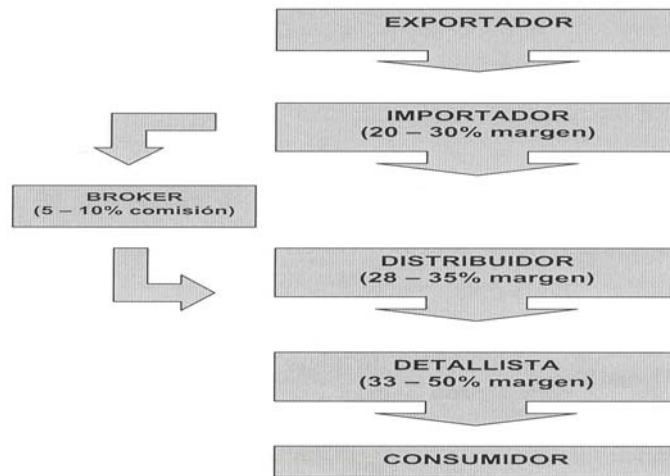 EXPORTADOR
IMPORTADOR
(20 – 30% margen)
BROKER
(5 – 10% comisión)
DISTRIBUIDOR
(28 – 35% margen)
DETALLISTA
(33 – 50% margen)
CONSUMIDOR